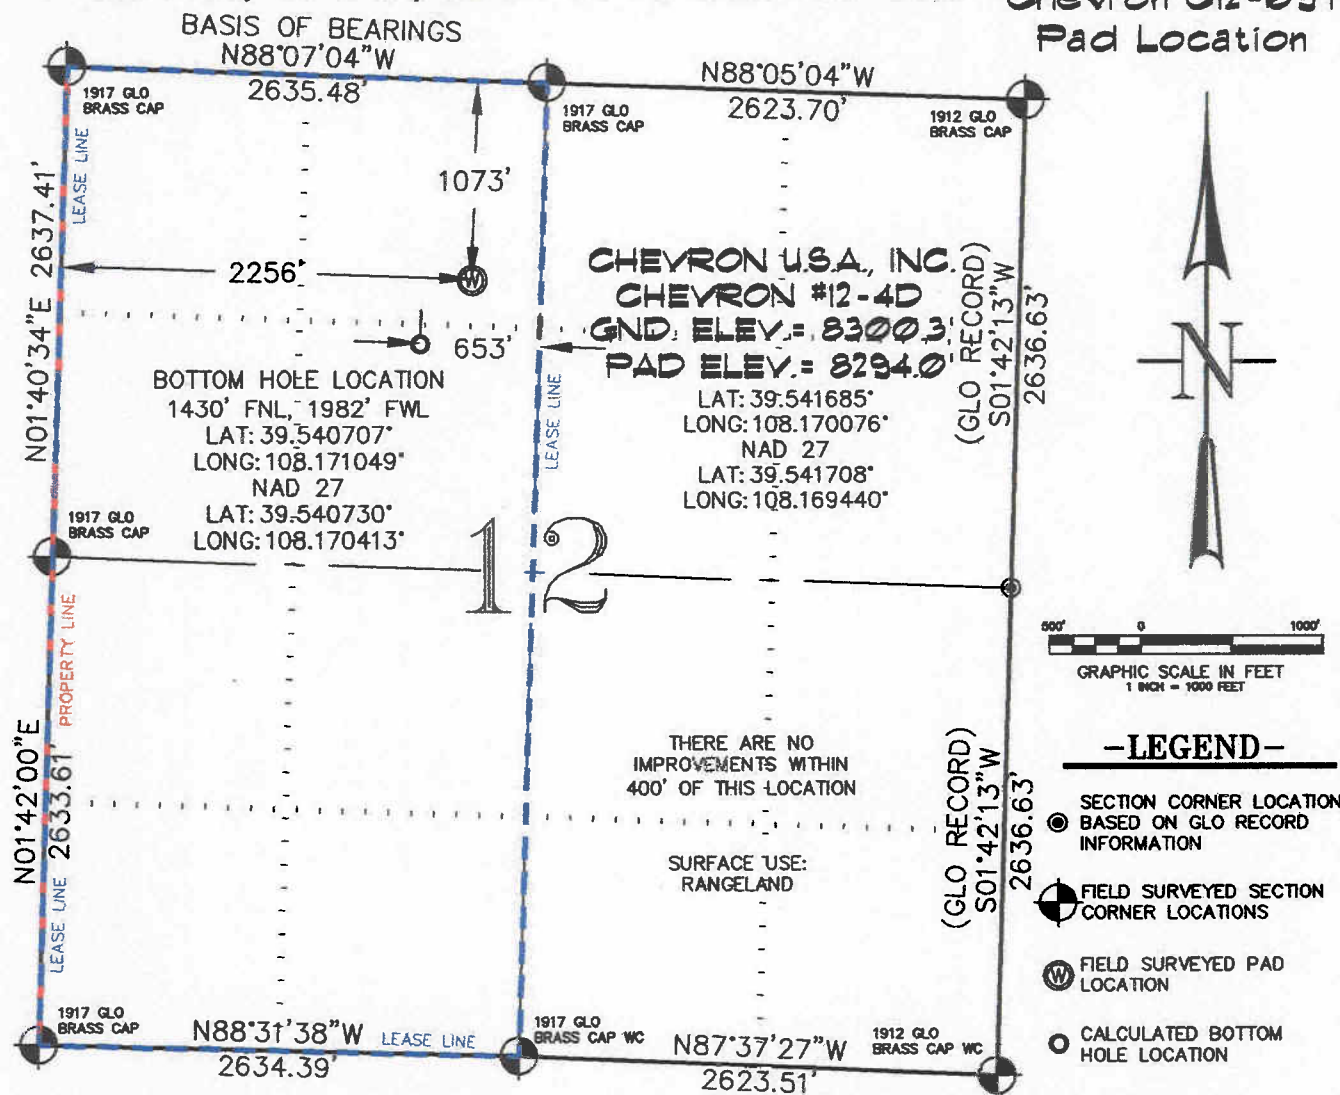 Pad Location
BASIS OF BEARINGS
N88°07'04"W
2635.48'
N88°05'04"W
2623.70'
1917 GLO
BRASS CAP
1917 GLO
BRASS CAP
1912 GLO
BRASS CAP
LEASE LINE
N01°40'34"E 2637.41'
1073'
2256'
W
653'
CHEVRON U.S.A., INC.
CHEVRON #12-4D
GND. ELEV.= 8300.3'
PAD ELEV.= 8294.0'
LAT: 39.541685°
LONG: 108.170076°
NAD 27
LAT: 39.541708°
LONG: 108.169440°
(GLO RECORD)
S01°42'13"W
2636.63'
BOTTOM HOLE LOCATION
1430' FNL, 1982' FWL
LAT: 39.540707°
LONG: 108.171049°
NAD 27
LAT: 39.540730°
LONG: 108.170413°
LEASE LINE
N
1917 GLO
BRASS CAP
12
500' 0 1000'
GRAPHIC SCALE IN FEET
1 INCH = 1000 FEET
PROPERTY LINE
N01°42'00"E
2633.61'
LEASE LINE
THERE ARE NO
IMPROVEMENTS WITHIN
400' OF THIS LOCATION
SURFACE USE:
RANGELAND
(GLO RECORD)
S01°42'13"W
2636.63'
-LEGEND-
SECTION CORNER LOCATION
BASED ON GLO RECORD
INFORMATION
FIELD SURVEYED SECTION
CORNER LOCATIONS
W FIELD SURVEYED PAD
LOCATION
CALCULATED BOTTOM
HOLE LOCATION
1917 GLO
BRASS CAP
N88°31'38"W
LEASE LINE
2634.39'
1917 GLO
BRASS CAP WC
N87°37'27"W
2623.51'
1912 GLO
BRASS CAP WC